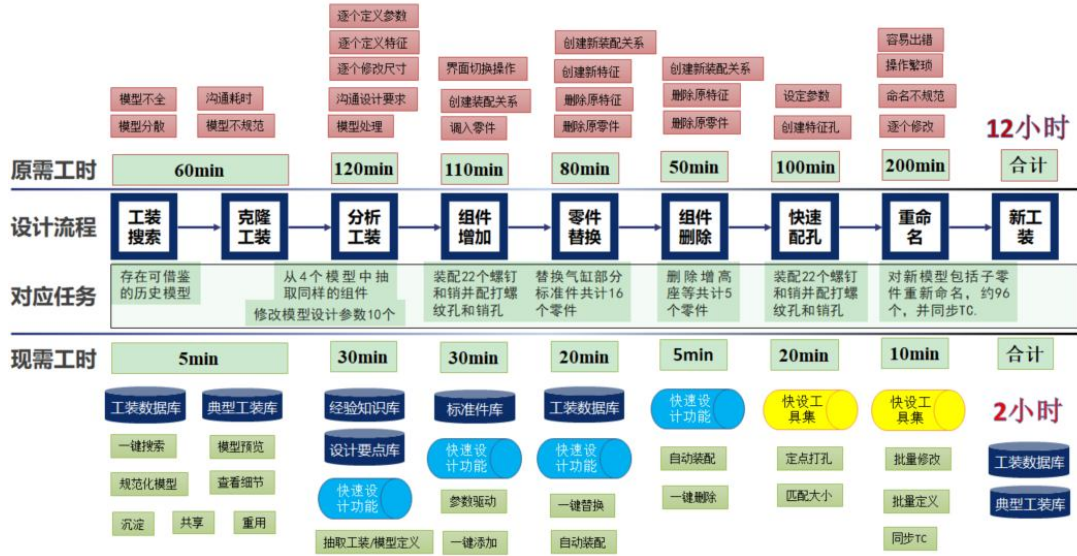 逐个定义参数
逐个定义特征
逐个修改尺寸
沟通设计要求
模型处理
模型不全
沟通耗时
模型分散
模型不规范
界面切换操作
创建装配关系
调入零件
创建新装配关系
创建新特征
删除原特征
删除原零件
创建新装配关系
删除原特征
删除原零件
设定参数
创建特征孔
容易出错
操作繁琐
命名不规范
逐个修改
12小时
原需工时
60min
120min
110min
80min
50min
100min
200min
合计
设计流程
工装
搜索
克隆
工装
分析
工装
组件
增加
零件
替换
组件
删除
快速
配孔
重命
名
新工
装
对应任务
存在可借鉴
的历史模型
从4个模型中抽
取同样的组件
修改模型设计参数10个
装配22个螺钉
和销并配打螺
纹孔和销孔
替换气缸部分
标准件共计16
个零件
删除增高
座等共计5
个零件
装配22个螺钉
和销并配打螺
纹孔和销孔
对新模型包括子零
件重新命名，约96
个，并同步TC.
现需工时
5min
30min
30min
20min
5min
20min
10min
合计
工装数据库
典型工装库
一键搜索
模型预览
规范化模型
查看细节
沉淀
共享
重用
经验知识库
设计要点库
快速设
计功能
抽取工装/模型定义
标准件库
快速设
计功能
参数驱动
一键添加
工装数据库
快速设
计功能
一键替换
自动装配
快速设
计功能
自动装配
一键删除
快设工
具集
定点打孔
匹配大小
快设工
具集
批量修改
批量定义
同步TC
2小时
工装数据库
典型工装库